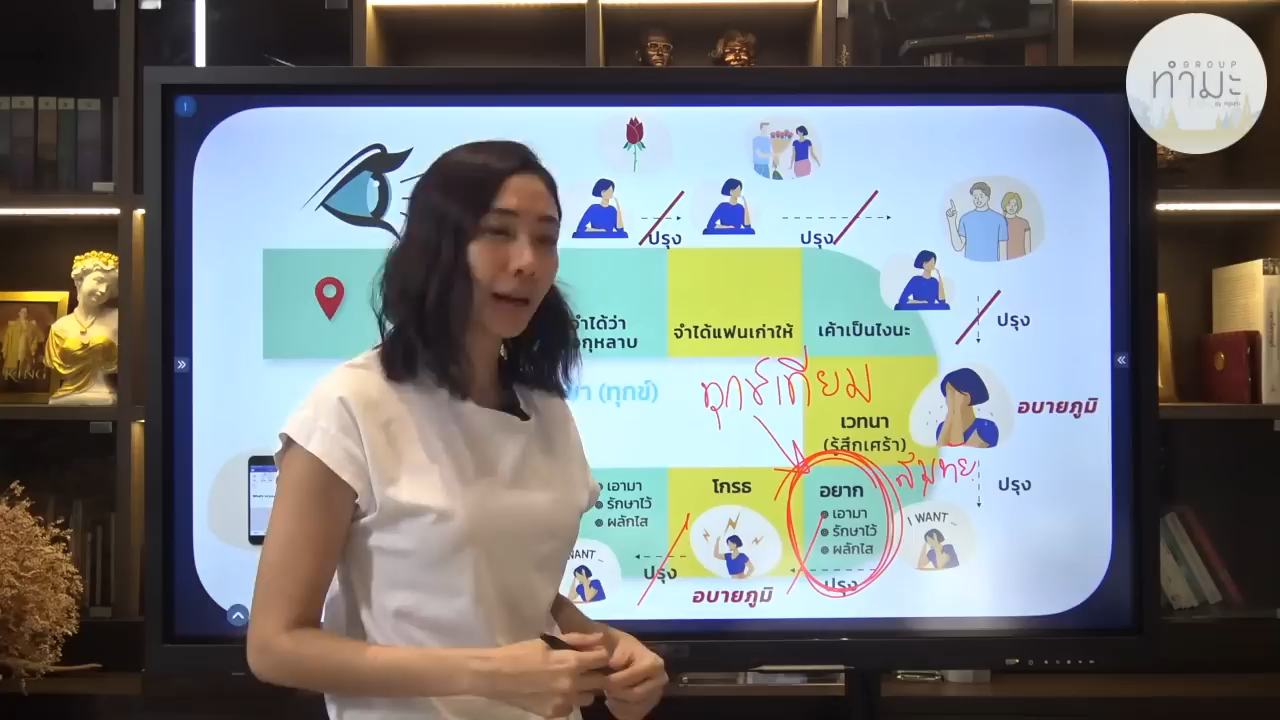 GROUP
ทำมะ
1
ปรุง
ปรุง
ปรุง
จำได้ว่า
กุหลาบ
จำได้แฟนเก่าให้
เค้าเป็นไงนะ
(ทุกข์)
ทุกข์เทียม
เวทนา
(รู้สึกเศร้า)
อบายภูมิ
ปรุง
เอามา
รักษาไว้
ผลักไส
โกรธ
อยาก
เอามา
รักษาไว้
ผลักไส
I WANT
ปรุง
อบายภูมิ
ปรุง
KING